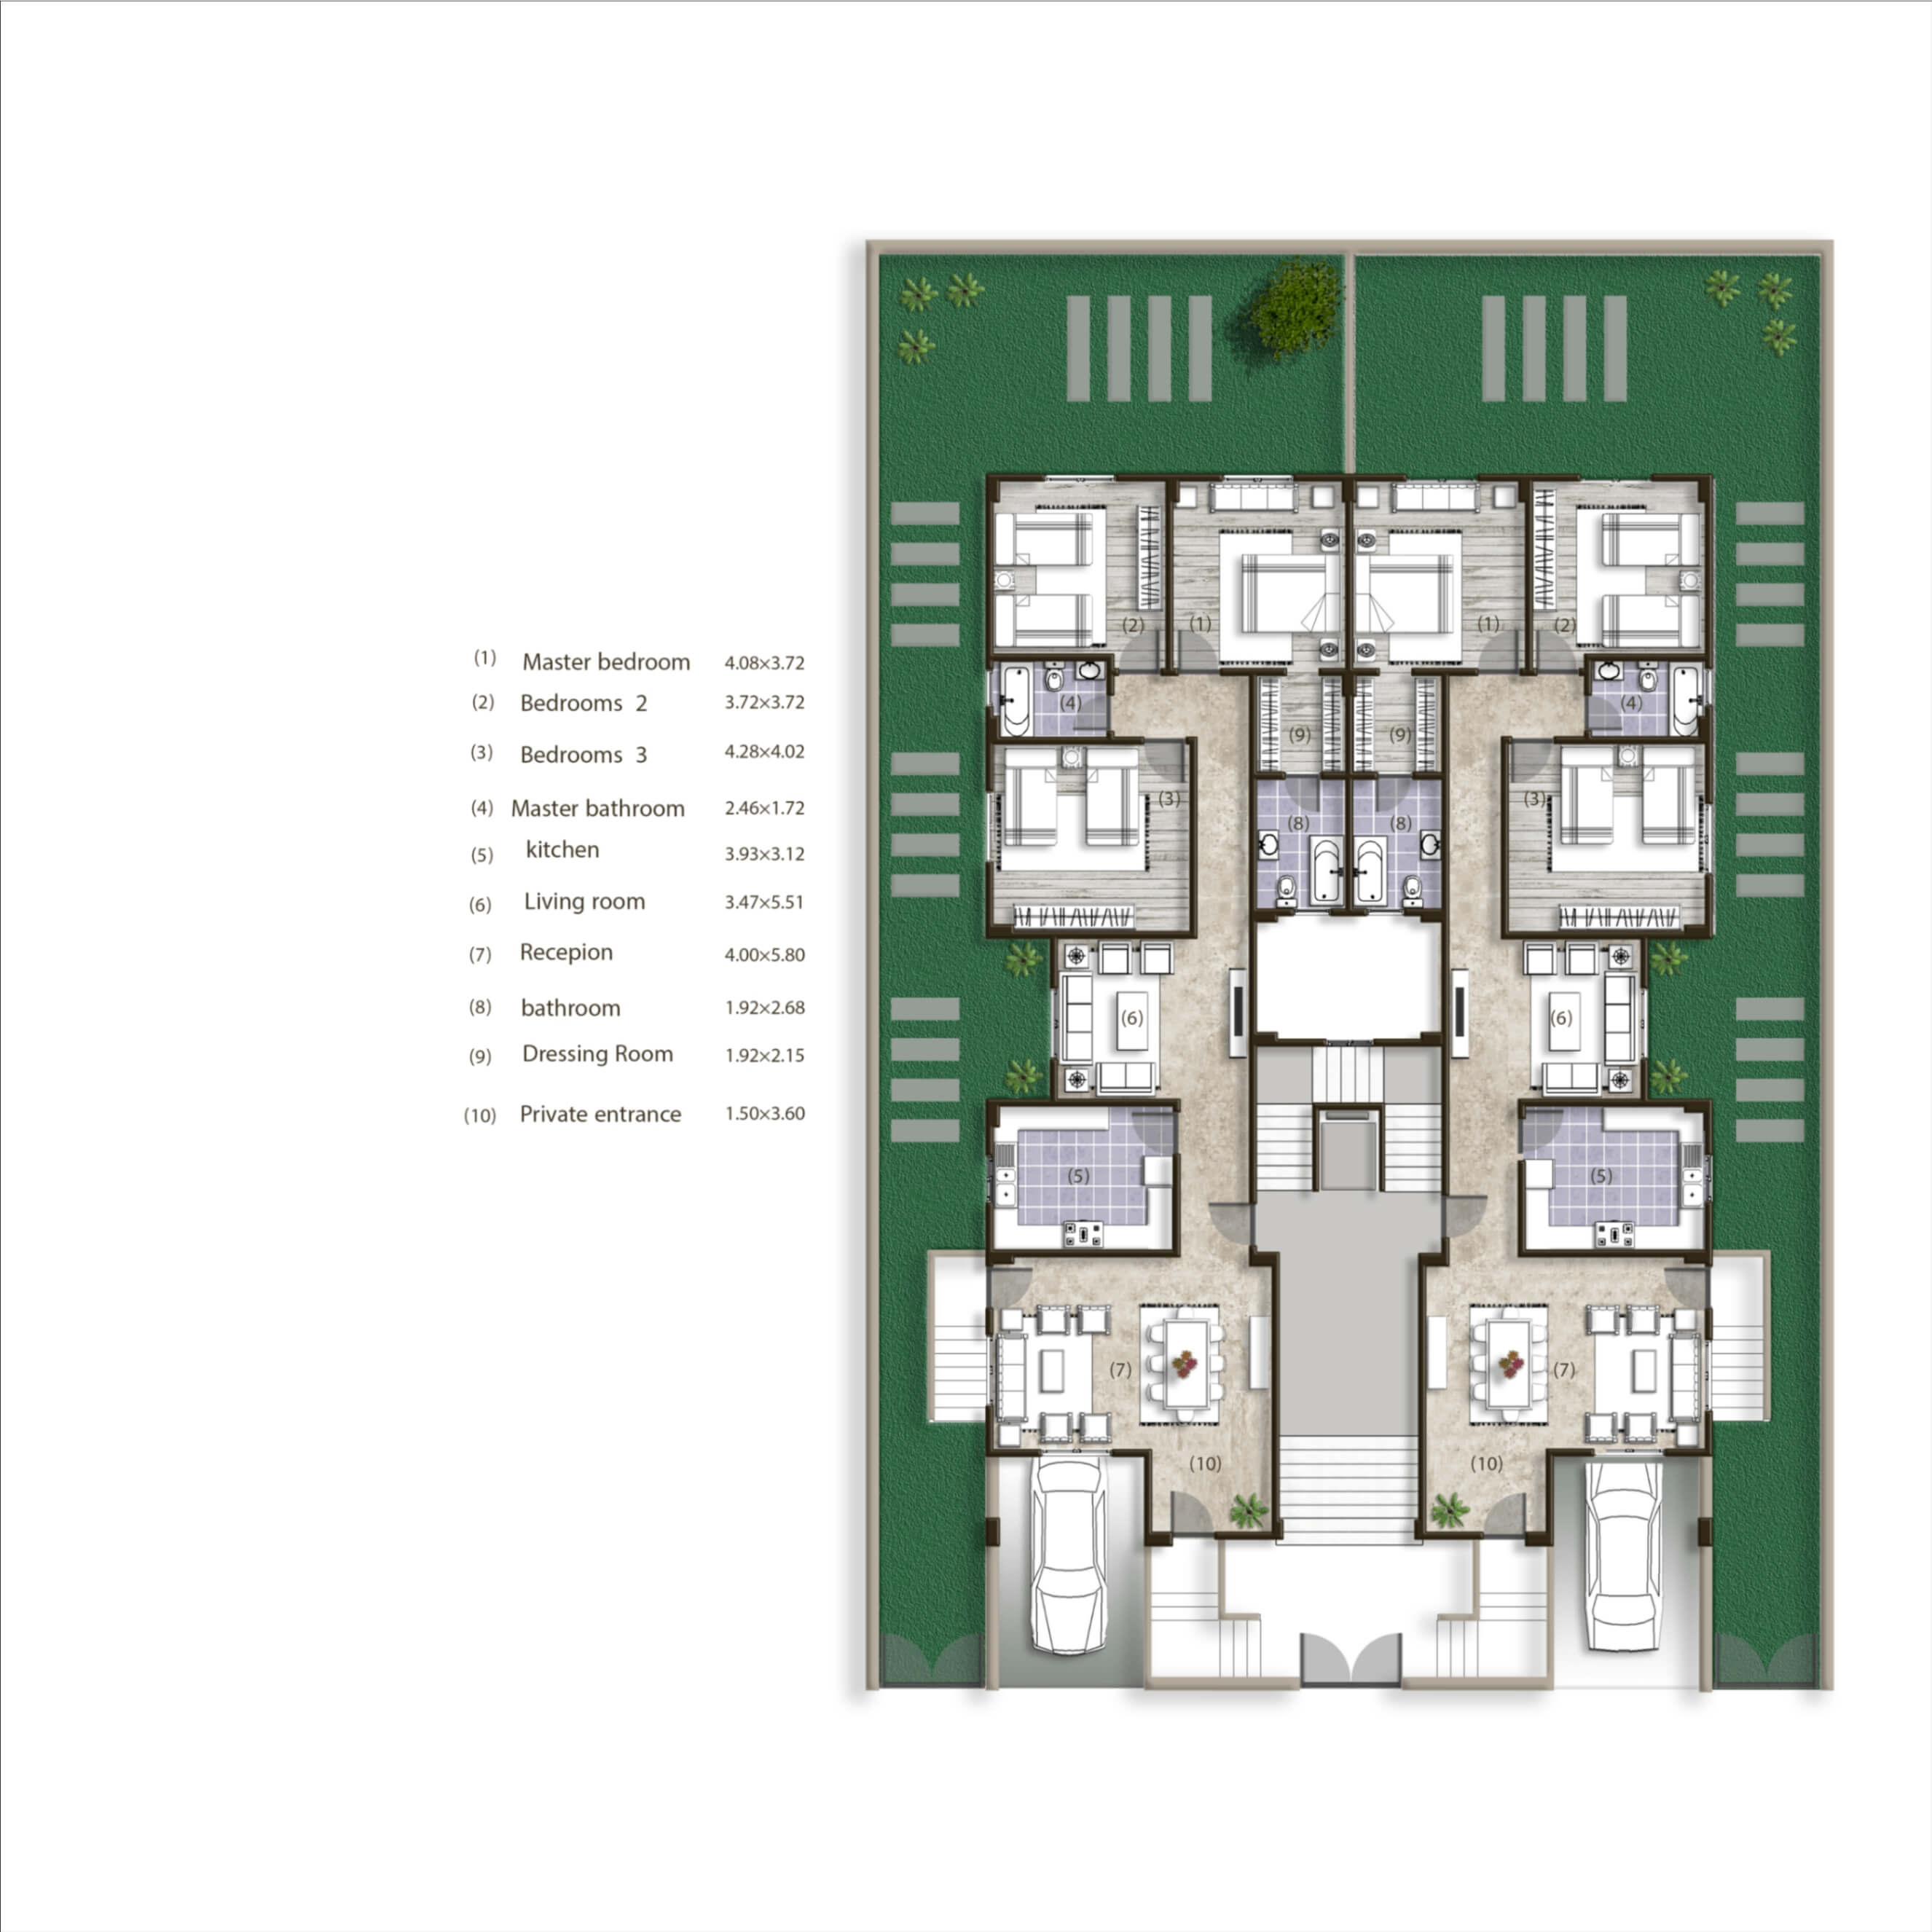 (1) Master bedroom 4.08×3.72
(2) Bedrooms 2 3.72×3.72
(3) Bedrooms 3 4.28×4.02
(4) Master bathroom 2.46×1.72
(5) kitchen 3.93×3.12
(6) Living room 3.47×5.51
(7) Recepion 4.00×5.80
(8) bathroom 1.92×2.68
(9) Dressing Room 1.92×2.15
(10) Private entrance 1.50×3.60
(2) (1) (1) (2)
(4) (4)
(9) (9)
(3) (3)
(8) (8)
(6) (6)
(5) (5)
(7) (7)
(10) (10)